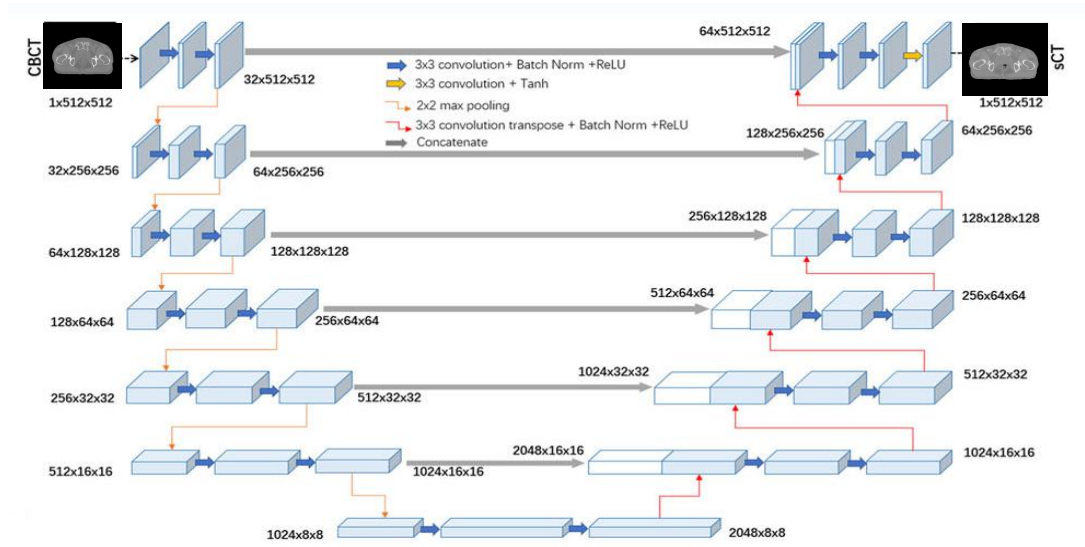 CBCT
1x512x512
32x512x512
64x512x512
sCT
1x512x512
3x3 convolution+ Batch Norm +ReLU
3x3 convolution + Tanh
2x2 max pooling
3x3 convolution transpose + Batch Norm +ReLU
Concatenate
32x256x256
64x256x256
128x256x256
64x256x256
64x128x128
128x128x128
256x128x128
128x128x128
128x64x64
256x64x64
512x64x64
256x64x64
256x32x32
512x32x32
1024x32x32
512x32x32
512x16x16
1024x16x16
2048x16x16
1024x16x16
1024x8x8
2048x8x8